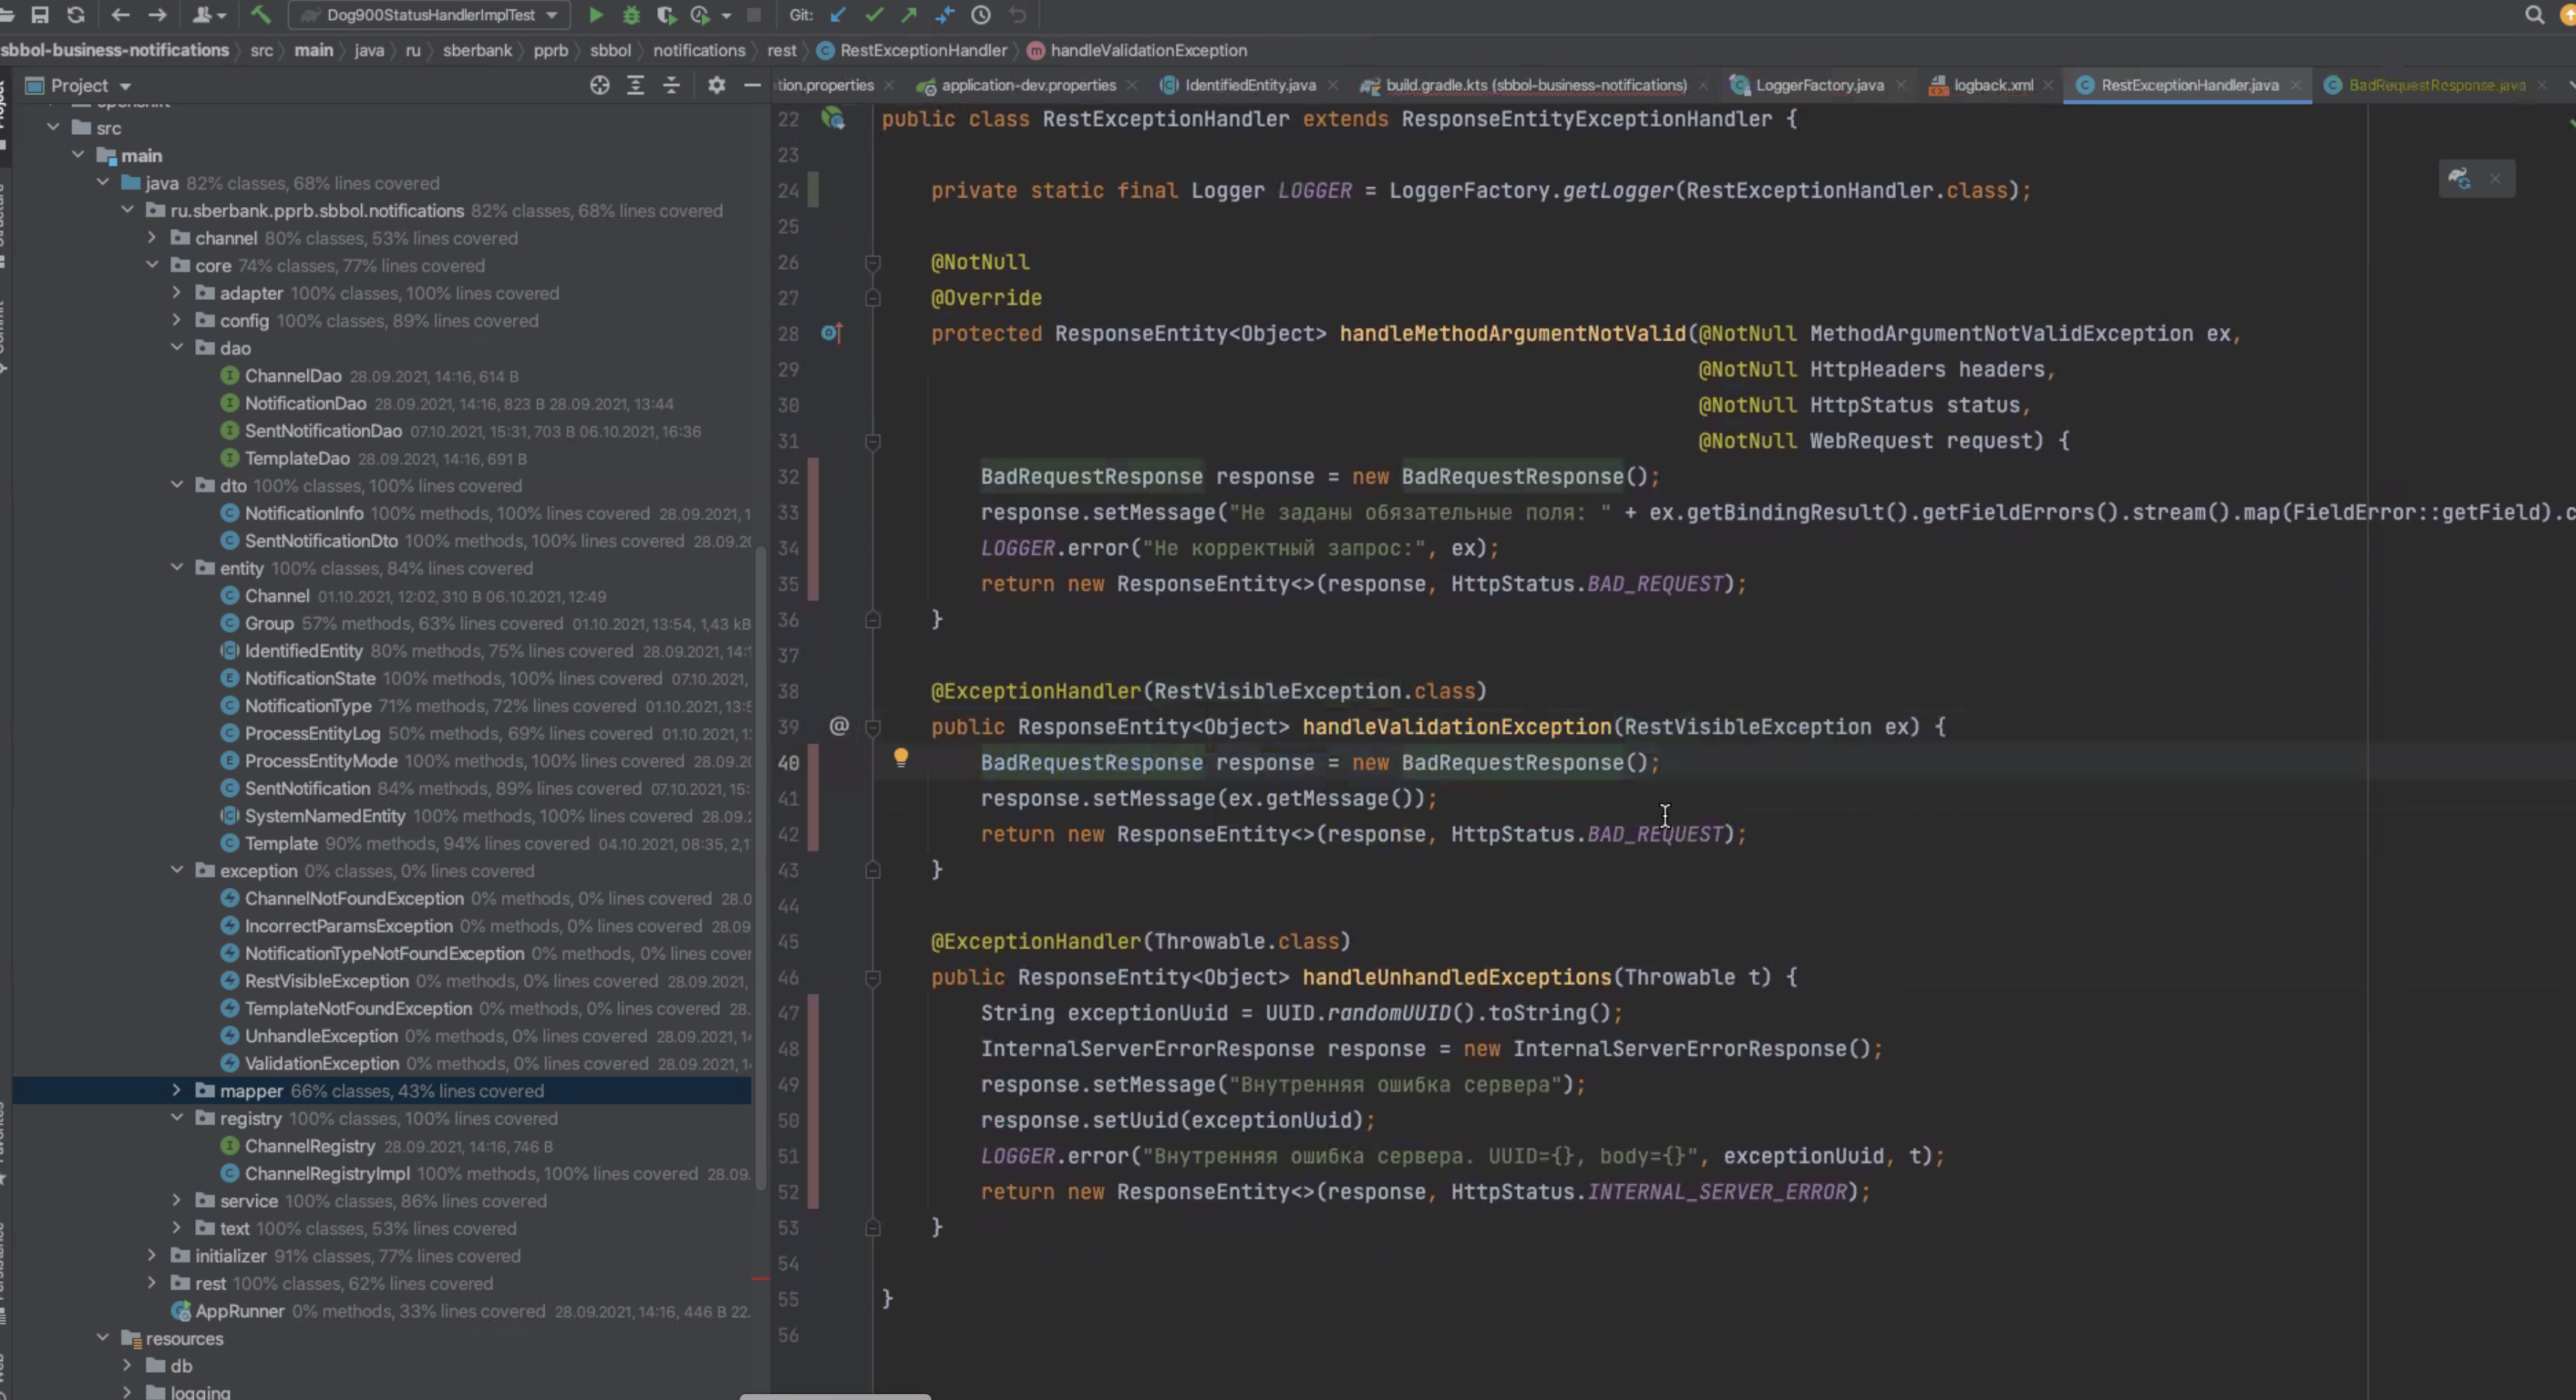 Dog900StatusHandlerImplTest
Git:
sbbol-business-notifications src main java ru sberbank pprb sbbol notifications rest RestExceptionHandler handleValidationException
Project
tion.properties application-dev.properties IdentifiedEntity.java build.gradle.kts (sbbol-business-notifications) LoggerFactory.java logback.xml RestExceptionHandler.java BadRequestResponse.java
src
main
java 82% classes, 68% lines covered
ru.sberbank.pprb.sbbol.notifications 82% classes, 68% lines covered
channel 80% classes, 53% lines covered
core 74% classes, 77% lines covered
adapter 100% classes, 100% lines covered
config 100% classes, 89% lines covered
dao
ChannelDao 28.09.2021, 14:16, 614 B
NotificationDao 28.09.2021, 14:16, 823 B 28.09.2021, 13:44
SentNotificationDao 07.10.2021, 15:31, 703 B 06.10.2021, 16:36
TemplateDao 28.09.2021, 14:16, 691 B
dto 100% classes, 100% lines covered
NotificationInfo 100% methods, 100% lines covered 28.09.2021, 1
SentNotificationDto 100% methods, 100% lines covered 28.09.20
entity 100% classes, 84% lines covered
Channel 01.10.2021, 12:02, 310 B 06.10.2021, 12:49
Group 57% methods, 63% lines covered 01.10.2021, 13:54, 1,43 kB
IdentifiedEntity 80% methods, 75% lines covered 28.09.2021, 14:1
NotificationState 100% methods, 100% lines covered 07.10.2021,
NotificationType 71% methods, 72% lines covered 01.10.2021, 13:5
ProcessEntityLog 50% methods, 69% lines covered 01.10.2021, 1
ProcessEntityMode 100% methods, 100% lines covered 28.09.20
SentNotification 84% methods, 89% lines covered 07.10.2021, 15:
SystemNamedEntity 100% methods, 100% lines covered 28.09.2
Template 90% methods, 94% lines covered 04.10.2021, 08:35, 2,1
exception 0% classes, 0% lines covered
ChannelNotFoundException 0% methods, 0% lines covered 28.0
IncorrectParamsException 0% methods, 0% lines covered 28.09
NotificationTypeNotFoundException 0% methods, 0% lines cover
RestVisibleException 0% methods, 0% lines covered 28.09.2021,
TemplateNotFoundException 0% methods, 0% lines covered 28.
UnhandleException 0% methods, 0% lines covered 28.09.2021, 14
ValidationException 0% methods, 0% lines covered 28.09.2021, 14
mapper 66% classes, 43% lines covered
registry 100% classes, 100% lines covered
ChannelRegistry 28.09.2021, 14:16, 746 B
ChannelRegistryImpl 100% methods, 100% lines covered 28.09.
service 100% classes, 86% lines covered
text 100% classes, 53% lines covered
initializer 91% classes, 77% lines covered
rest 100% classes, 62% lines covered
AppRunner 0% methods, 33% lines covered 28.09.2021, 14:16, 446 B 22.
resources
db
logging
22 public class RestExceptionHandler extends ResponseEntityExceptionHandler {
23
24 private static final Logger LOGGER = LoggerFactory.getLogger(RestExceptionHandler.class);
25
26 @NotNull
27 @Override
28 protected ResponseEntity<Object> handleMethodArgumentNotValid(@NotNull MethodArgumentNotValidException ex,
29 @NotNull HttpHeaders headers,
30 @NotNull HttpStatus status,
31 @NotNull WebRequest request) {
32 BadRequestResponse response = new BadRequestResponse();
33 response.setMessage("Не заданы обязательные поля: " + ex.getBindingResult().getFieldErrors().stream().map(FieldError::getField).c
34 LOGGER.error("Не корректный запрос:", ex);
35 return new ResponseEntity<>(response, HttpStatus.BAD_REQUEST);
36 }
37
38 @ExceptionHandler(RestVisibleException.class)
39 public ResponseEntity<Object> handleValidationException(RestVisibleException ex) {
40 BadRequestResponse response = new BadRequestResponse();
41 response.setMessage(ex.getMessage());
42 return new ResponseEntity<>(response, HttpStatus.BAD_REQUEST);
43 }
44
45 @ExceptionHandler(Throwable.class)
46 public ResponseEntity<Object> handleUnhandledExceptions(Throwable t) {
47 String exceptionUuid = UUID.randomUUID().toString();
48 InternalServerErrorResponse response = new InternalServerErrorResponse();
49 response.setMessage("Внутренняя ошибка сервера");
50 response.setUuid(exceptionUuid);
51 LOGGER.error("Внутренняя ошибка сервера. UUID={}, body={}", exceptionUuid, t);
52 return new ResponseEntity<>(response, HttpStatus.INTERNAL_SERVER_ERROR);
53 }
54
55 }
56